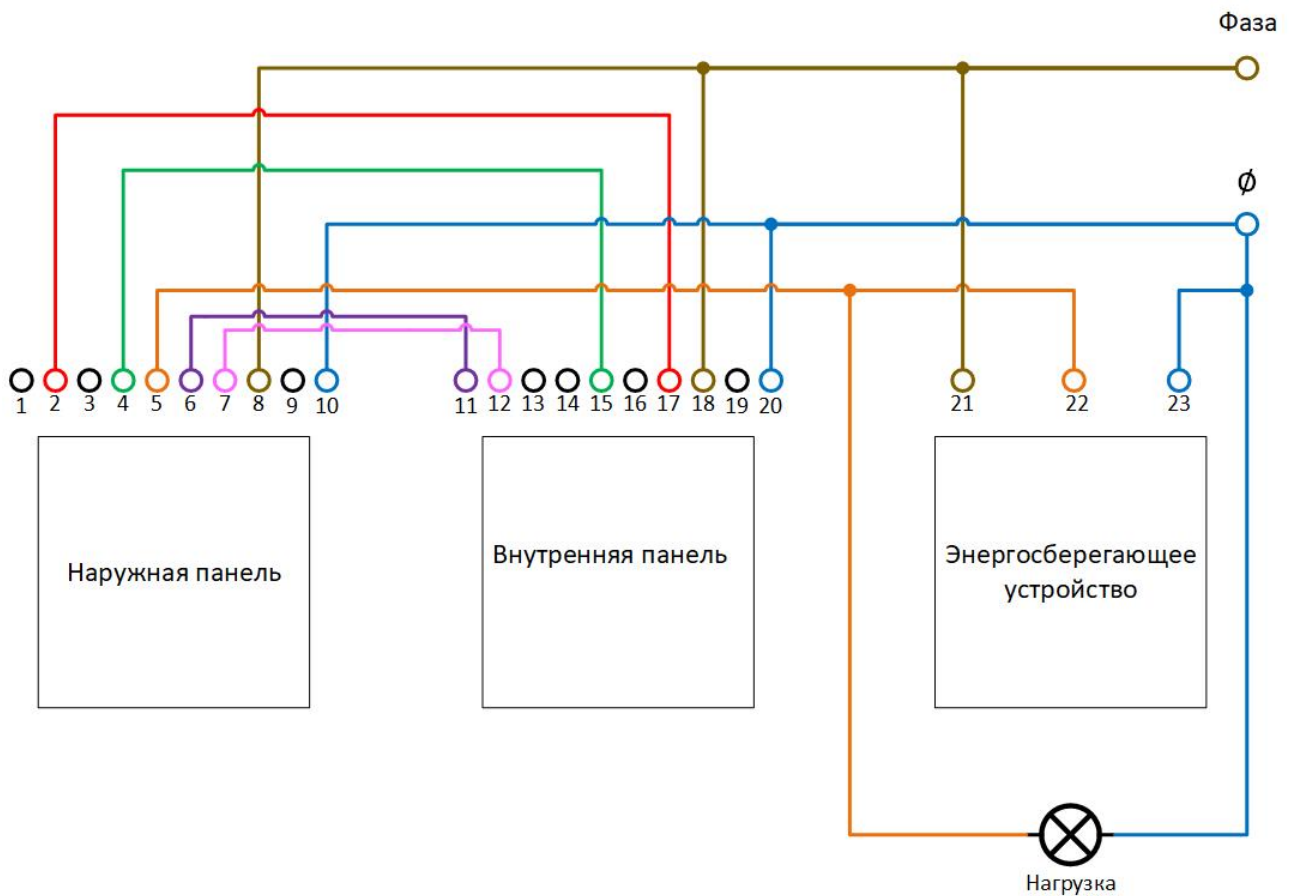 Фаза
Ø
1 2 3 4 5 6 7 8 9 10 11 12 13 14 15 16 17 18 19 20 21 22 23
Наружная панель
Внутренняя панель
Энергосберегающее
устройство
Нагрузка